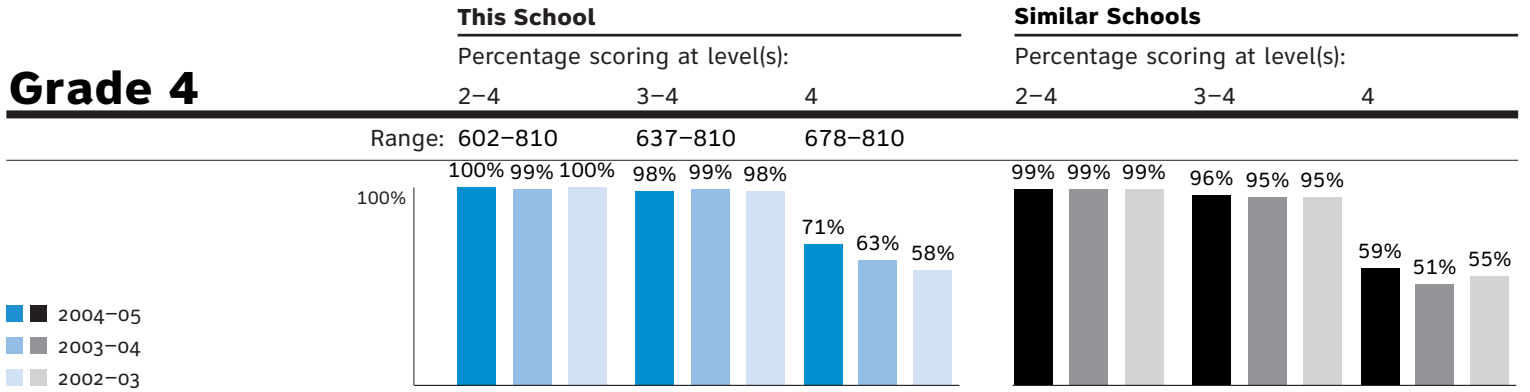 This School
Similar Schools
Percentage scoring at level(s):
Percentage scoring at level(s):
Grade 4
2–4 3–4 4
2–4 3–4 4
Range: 602–810 637–810 678–810
100% 99% 100% 98% 99% 98% 71% 63% 58%
99% 99% 99% 96% 95% 95% 59% 51% 55%
100%
2004–05
2003–04
2002–03